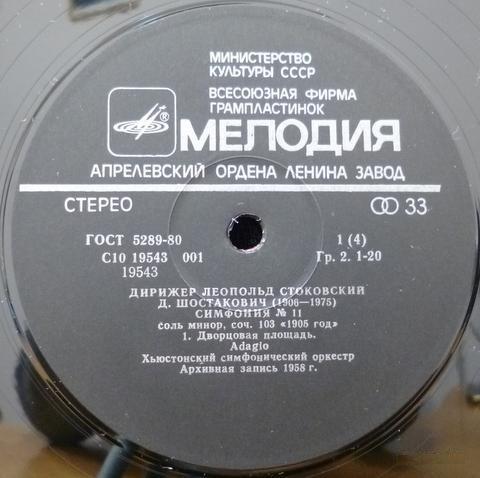 МИНИСТЕРСТВО
КУЛЬТУРЫ СССР
ВСЕСОЮЗНАЯ ФИРМА
ГРАМПЛАСТИНОК
®
МЕЛОДИЯ
АПРЕЛЕВСКИЙ ОРДЕНА ЛЕНИНА ЗАВОД
СТЕРЕО 33
ГОСТ 5289-80 1 (4)
С10 19543 001 Гр. 2. 1-20
19543
ДИРИЖЕР ЛЕОПОЛЬД СТОКОВСКИЙ
Д. ШОСТАКОВИЧ (1906—1975)
СИМФОНИЯ № 11
соль минор, соч. 103 «1905 год»
1. Дворцовая площадь.
Adagio
Хьюстонский симфонический оркестр
Архивная запись 1958 г.